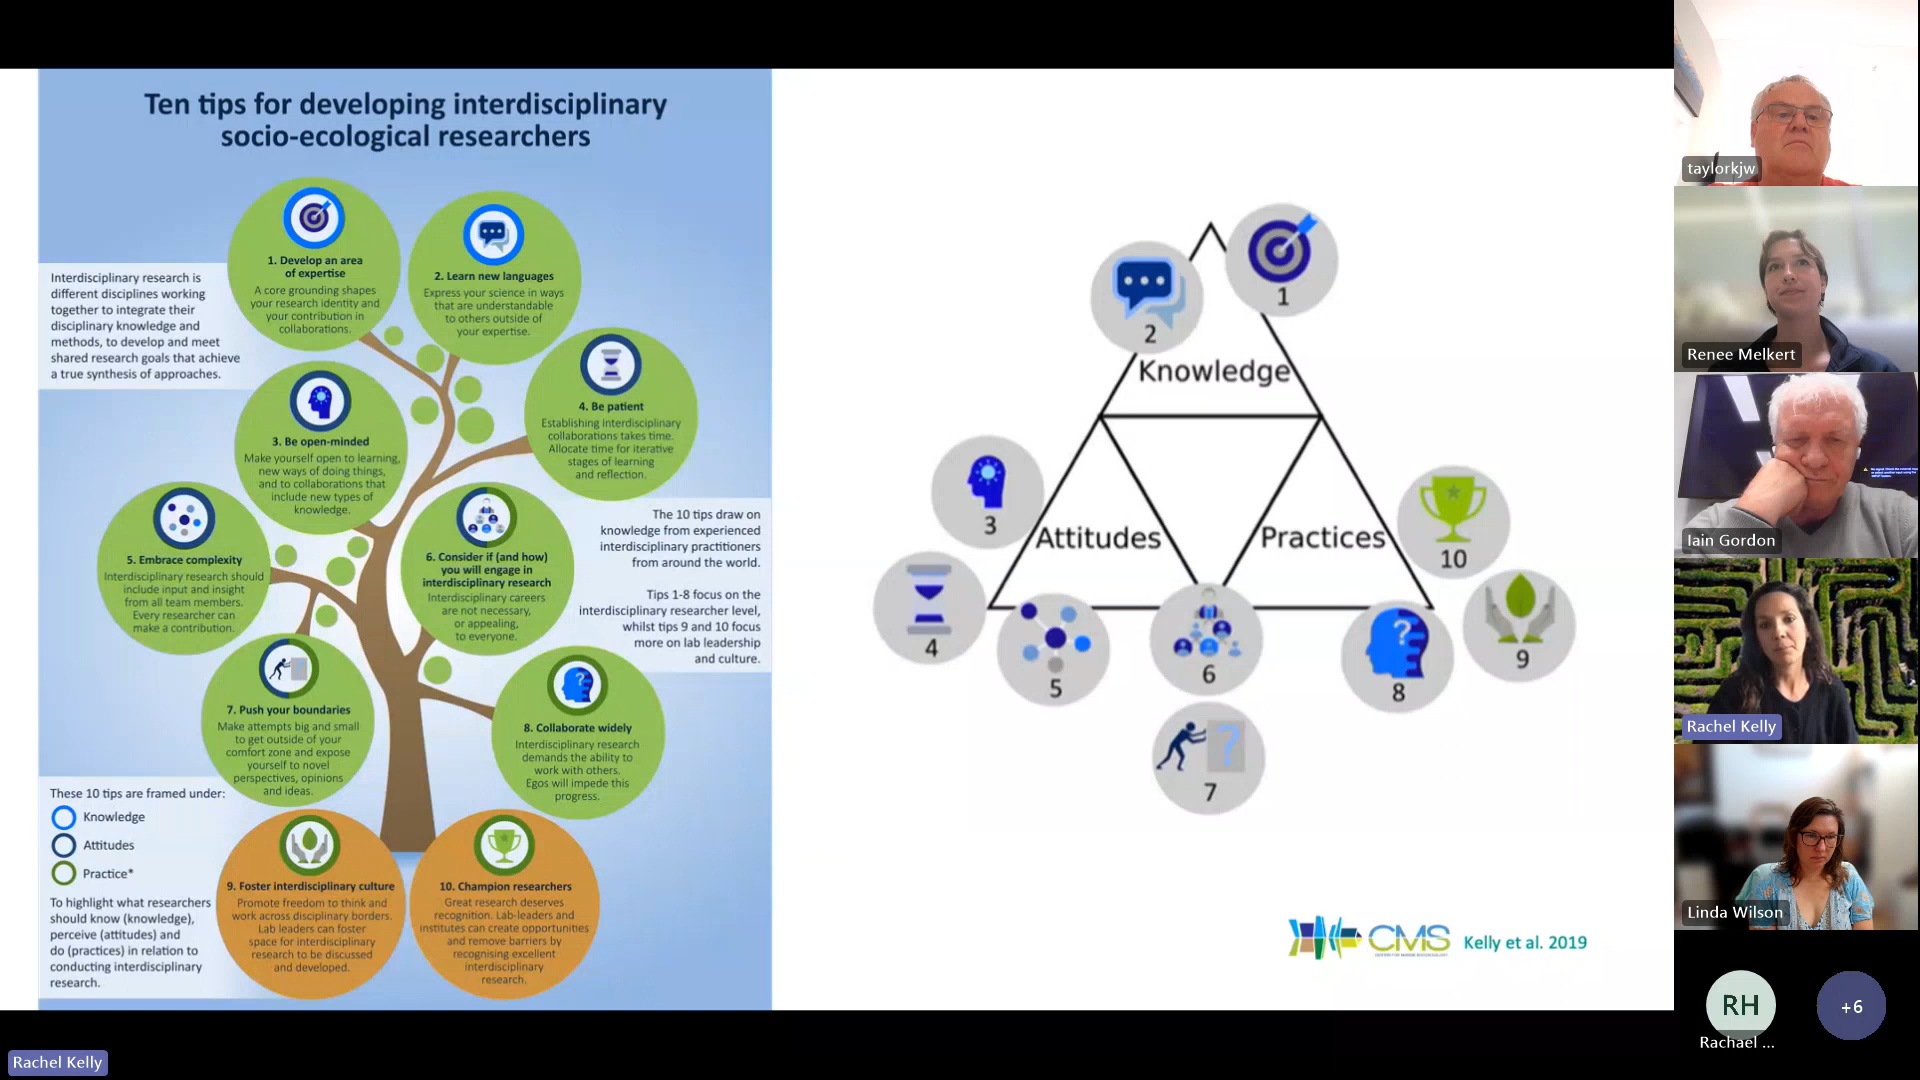 Ten tips for developing interdisciplinary
socio-ecological researchers
Interdisciplinary research is
different disciplines working
together to integrate their
disciplinary knowledge and
methods, to develop and meet
shared research goals that achieve
a true synthesis of approaches.
1. Develop an area
of expertise
A core grounding shapes
your research identity and
your contribution in
collaborations.
2. Learn new languages
Express your science in ways
that are understandable
to others outside of
your expertise.
3. Be open-minded
Make yourself open to learning,
new ways of doing things,
and to collaborations that
include new types of
knowledge.
4. Be patient
Establishing interdisciplinary
collaborations takes time.
Allocate time for iterative
stages of learning
and reflection.
5. Embrace complexity
Interdisciplinary research should
include input and insight
from all team members.
Every researcher can
make a contribution.
6. Consider if (and how)
you will engage in
interdisciplinary research
Interdisciplinary careers
are not necessary,
or appealing,
to everyone.
The 10 tips draw on
knowledge from experienced
interdisciplinary practitioners
from around the world.
Tips 1-8 focus on the
interdisciplinary researcher level,
whilst tips 9 and 10 focus
more on lab leadership
and culture.
7. Push your boundaries
Make attempts big and small
to get outside of your
comfort zone and expose
yourself to novel
perspectives, opinions
and ideas.
8. Collaborate widely
Interdisciplinary research
demands the ability to
work with others.
Egos will impede this
progress.
These 10 tips are framed under:
Knowledge
Attitudes
Practice*
To highlight what researchers
should know (knowledge),
perceive (attitudes) and
do (practices) in relation to
conducting interdisciplinary
research.
9. Foster interdisciplinary culture
Promote freedom to think and
work across disciplinary borders.
Lab leaders can foster
space for interdisciplinary
research to be discussed
and developed.
10. Champion researchers
Great research deserves
recognition. Lab-leaders and
institutes can create opportunities
and remove barriers by
recognising excellent
interdisciplinary
research.
1
2
Knowledge
3
Attitudes
Practices
10
4
5
6
?
8
9
?
7
CMS
CENTRE FOR MARINE SOCIOECOLOGY
Kelly et al. 2019
taylorkjw
Renee Melkert
Iain Gordon
Rachel Kelly
Linda Wilson
RH
+6
Rachael ...
Rachel Kelly